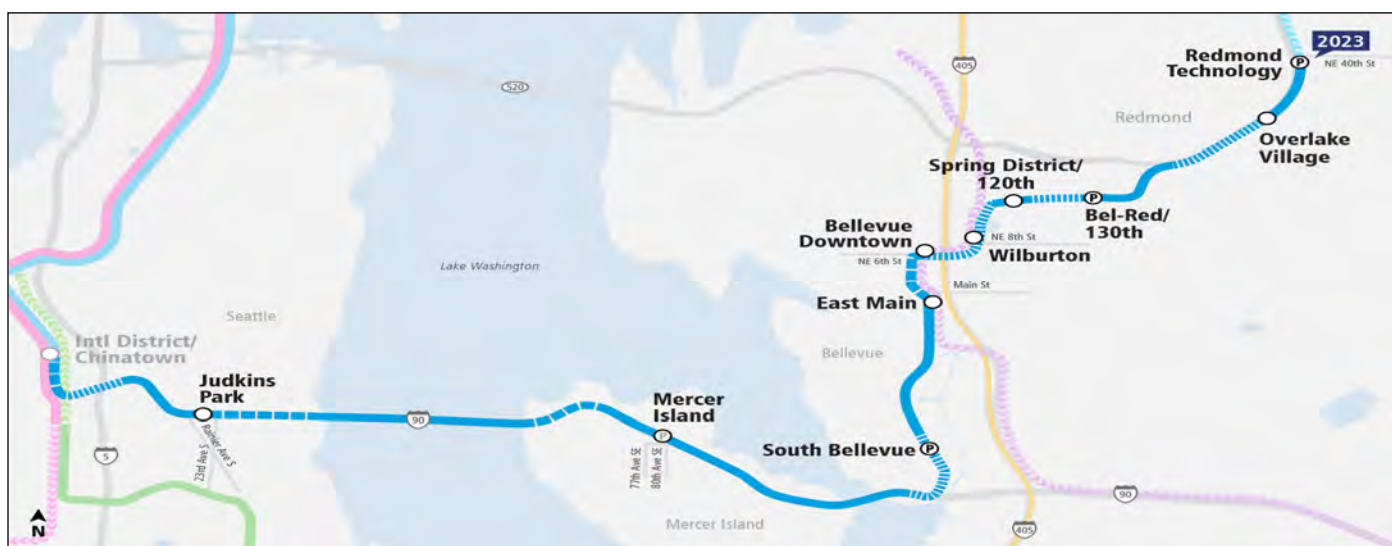 2023
Redmond
Technology
NE 40th St
405
520
Redmond
Overlake
Village
Spring District/
120th
Bel-Red/
130th
Bellevue
Downtown
NE 6th St
NE 8th St
Wilburton
Lake Washington
Main St
East Main
Seattle
Intl District/
Chinatown
Bellevue
Judkins
Park
Rainier Ave S
23rd Ave S
90
Mercer
Island
77th Ave SE
80th Ave SE
P
South Bellevue
P
P
P
5
90
405
Mercer Island
N